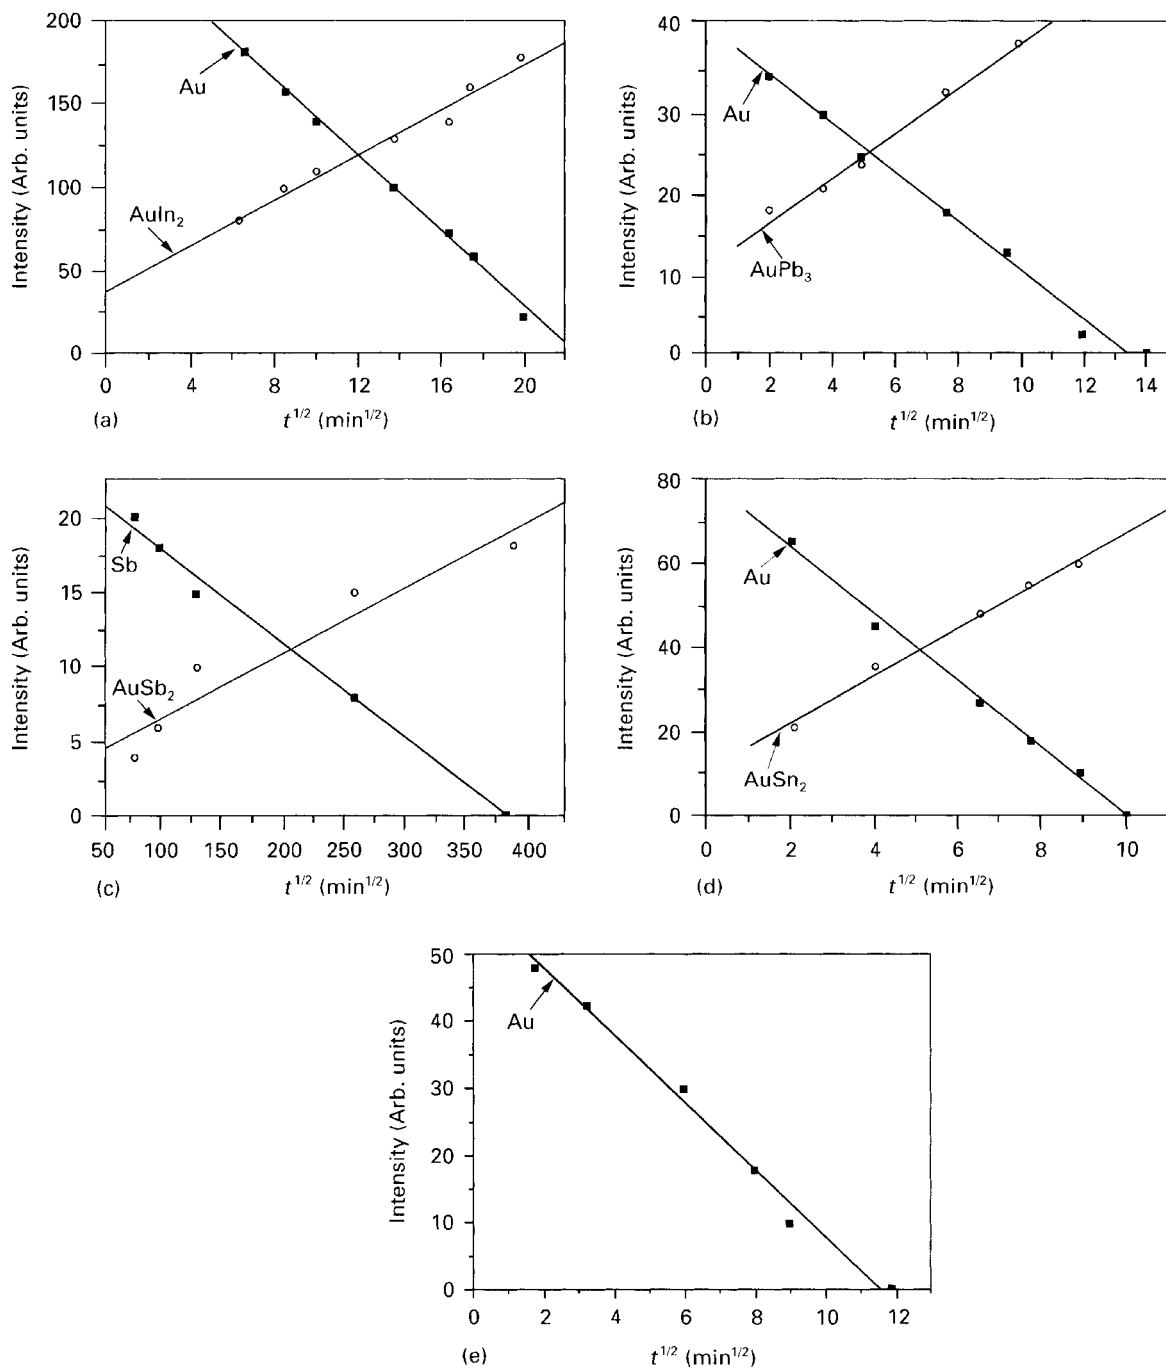 200
150
100
50
0
Intensity (Arb. units)
Au
AuIn2
0 4 8 12 16 20
(a) t1/2 (min1/2)
40
30
20
10
0
Intensity (Arb. units)
Au
AuPb3
0 2 4 6 8 10 12 14
(b) t1/2 (min1/2)
20
15
10
5
0
Intensity (Arb. units)
Sb
AuSb2
50 100 150 200 250 300 350 400
(c) t1/2 (min1/2)
80
60
40
20
0
Intensity (Arb. units)
Au
AuSn2
0 2 4 6 8 10
(d) t1/2 (min1/2)
50
40
30
20
10
0
Intensity (Arb. units)
Au
0 2 4 6 8 10 12
(e) t1/2 (min1/2)